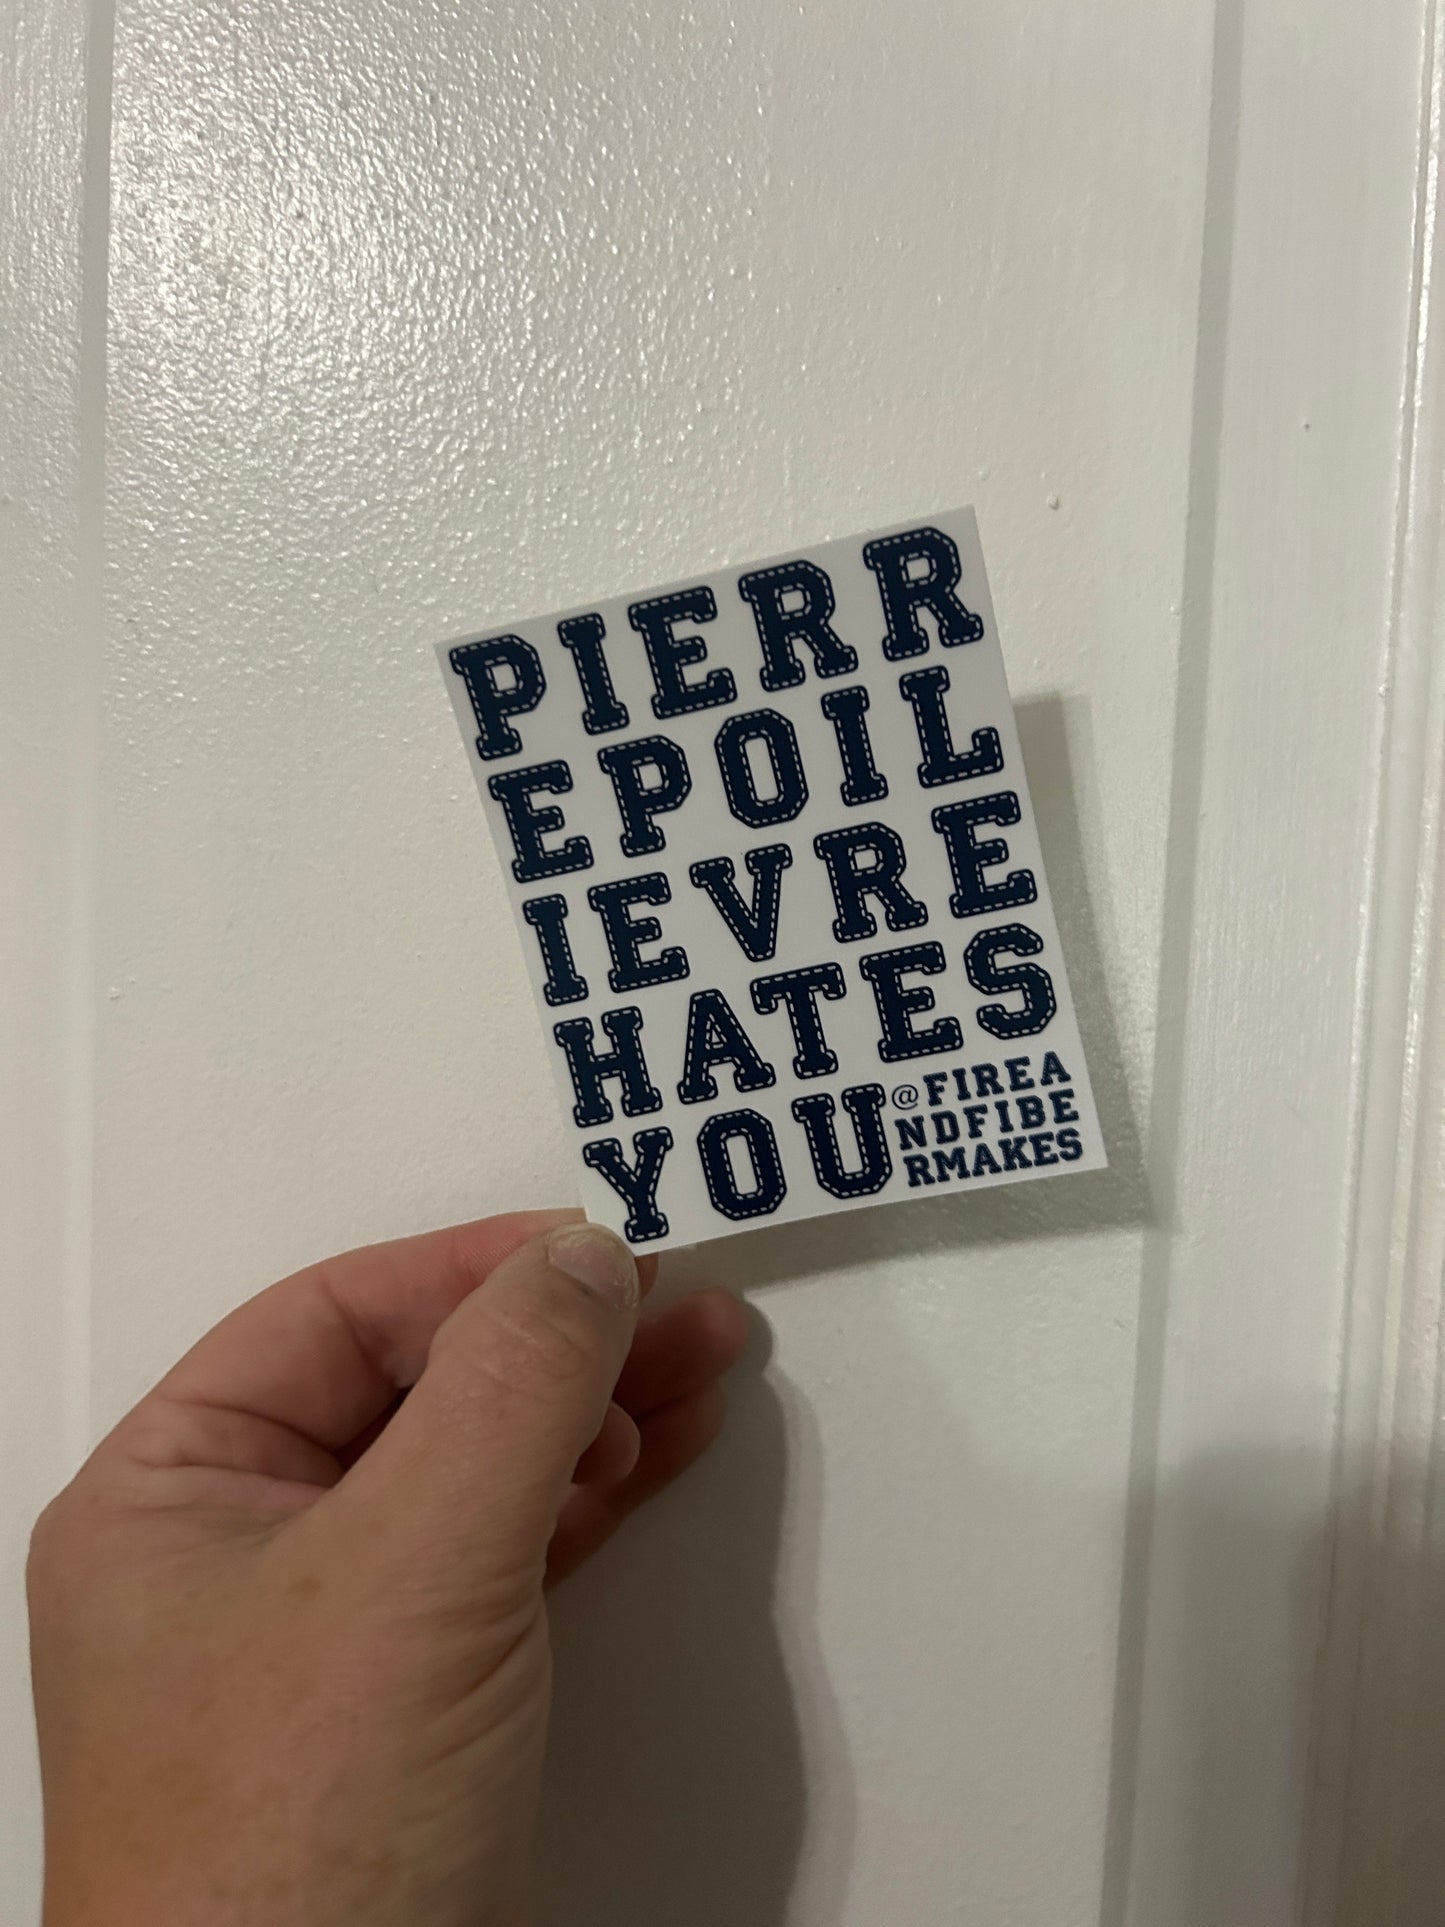 PIERR
EPOIL
IEVRE
HATES
YOU
@FIREA
NDFIBE
RMAKES